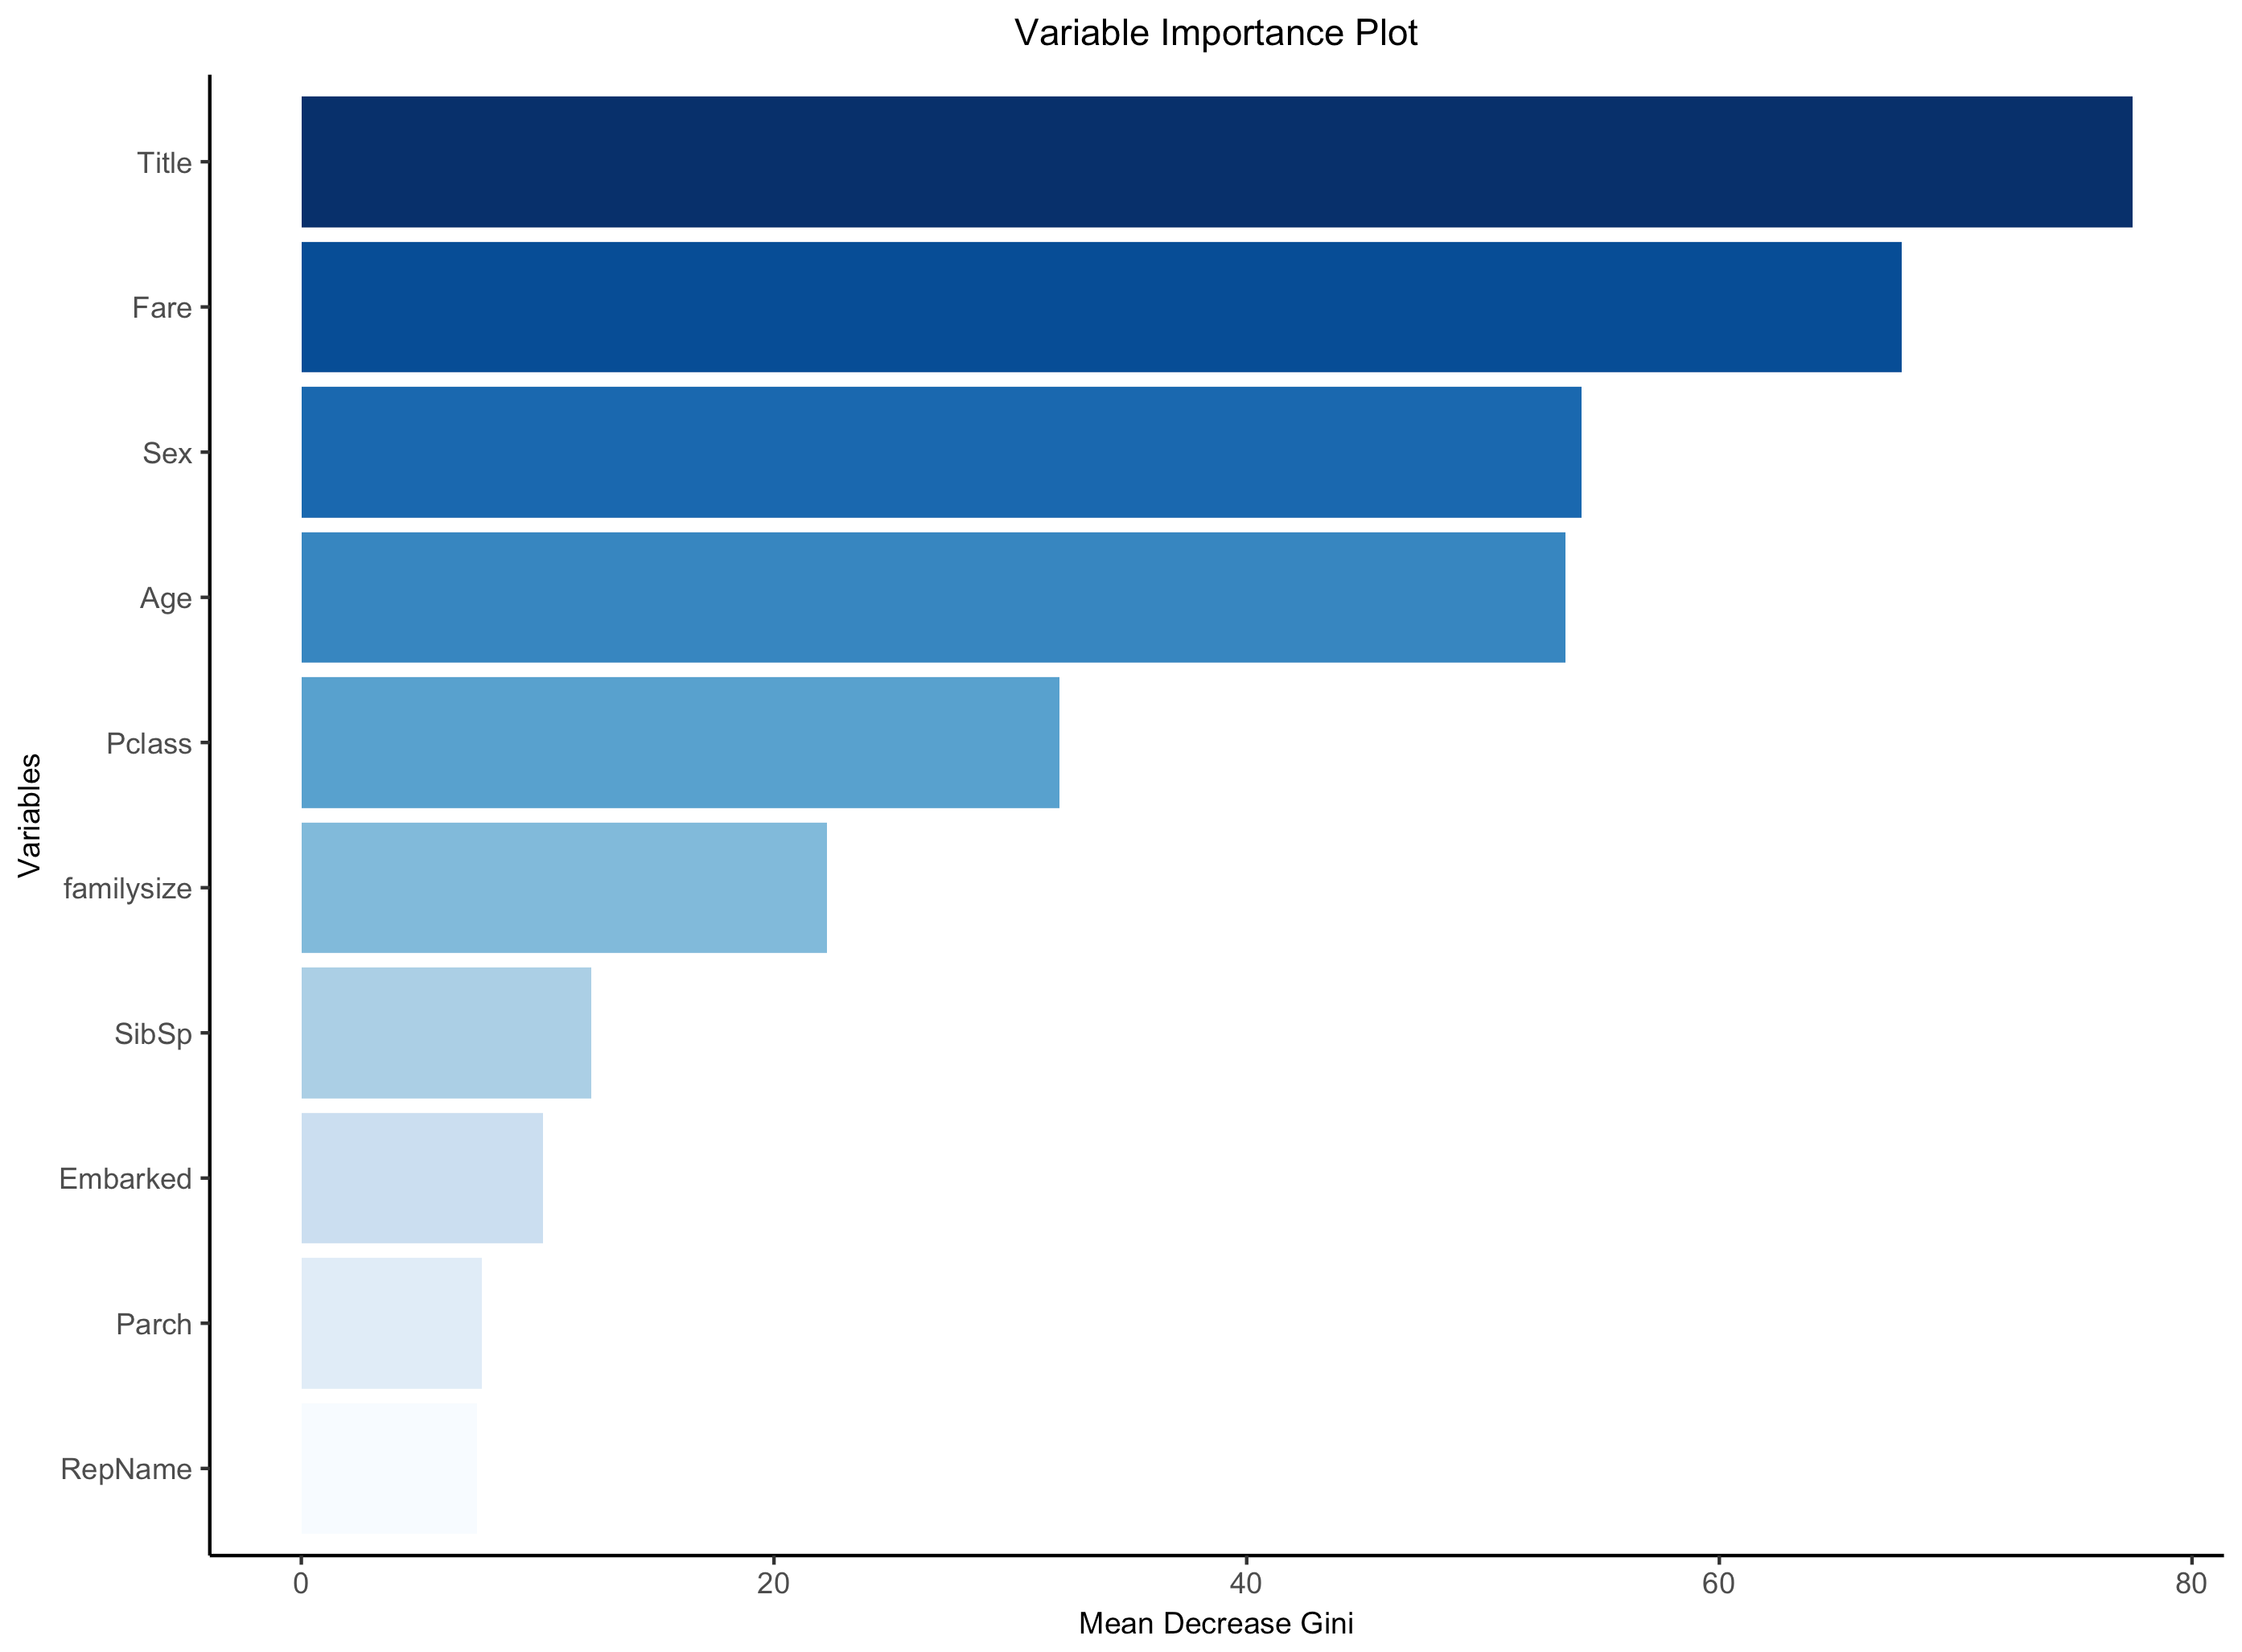 Variable Importance Plot
Title
Fare
Sex
Age
Pclass
familysize
SibSp
Embarked
Parch
RepName
Variables
0 20 40 60 80
Mean Decrease Gini